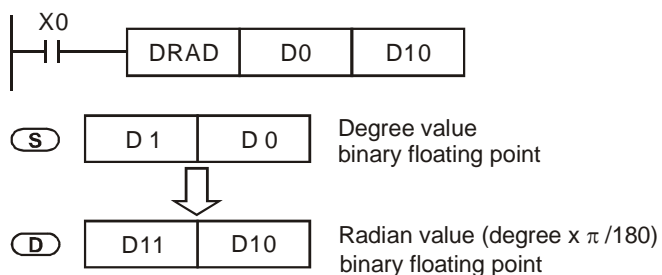 X0
DRAD D0 D10
S D 1 D 0 Degree value
binary floating point
D D11 D10 Radian value (degree x π /180)
binary floating point